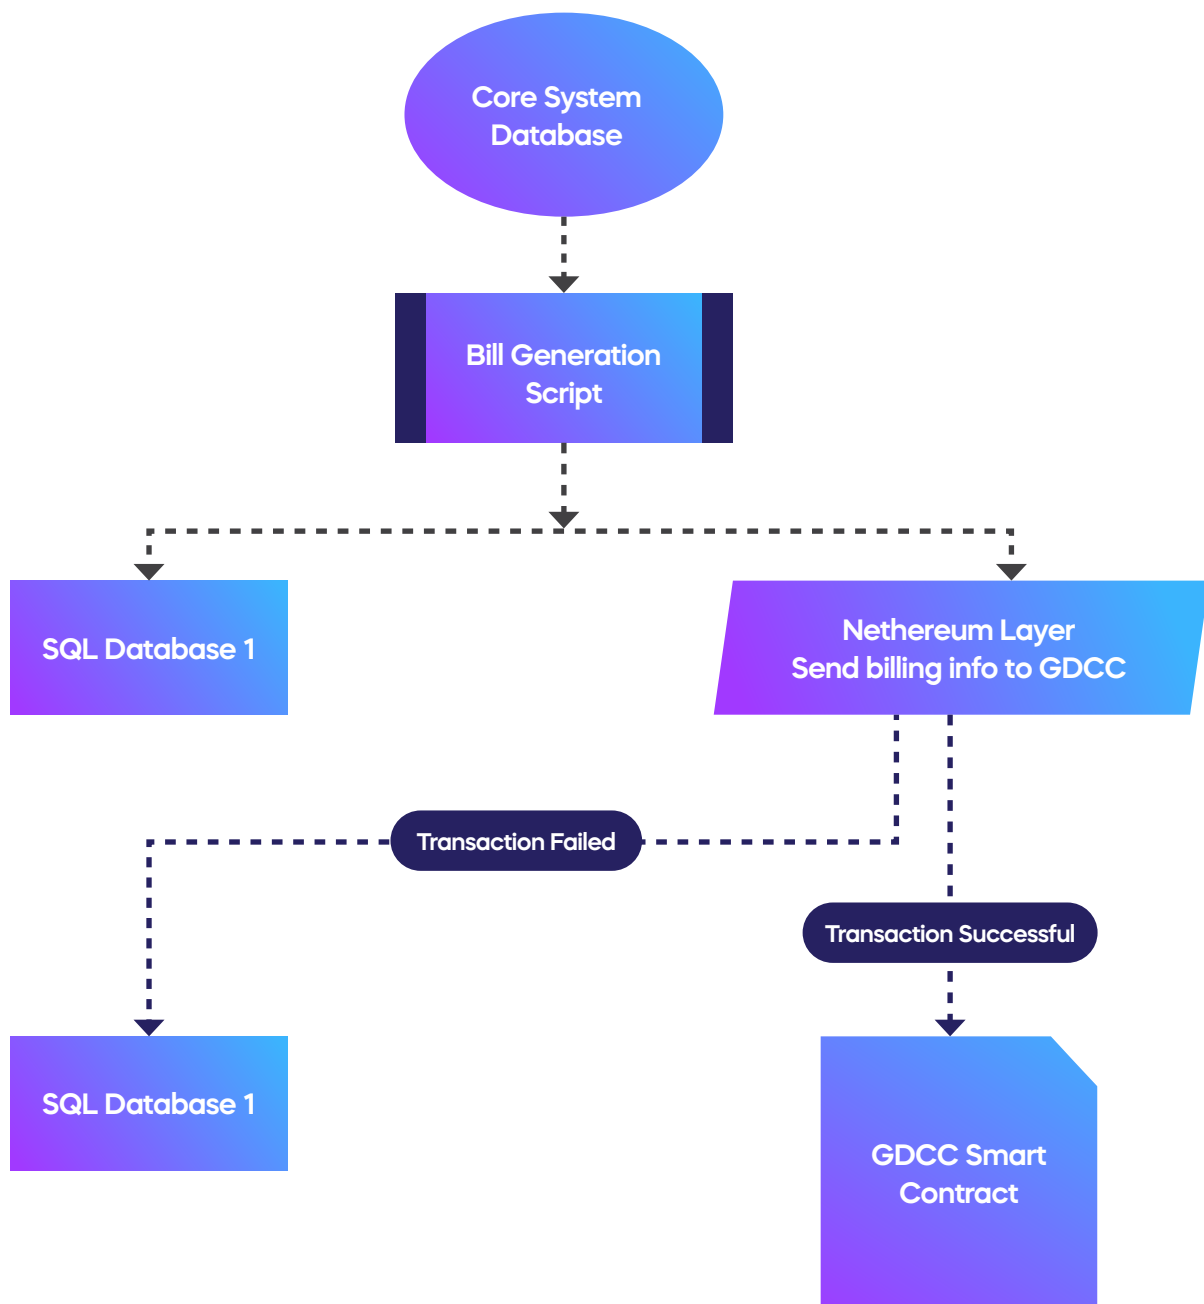 Core System
Database
Bill Generation
Script
SQL Database 1
Nethereum Layer
Send billing info to GDCC
Transaction Failed
Transaction Successful
SQL Database 1
GDCC Smart
Contract